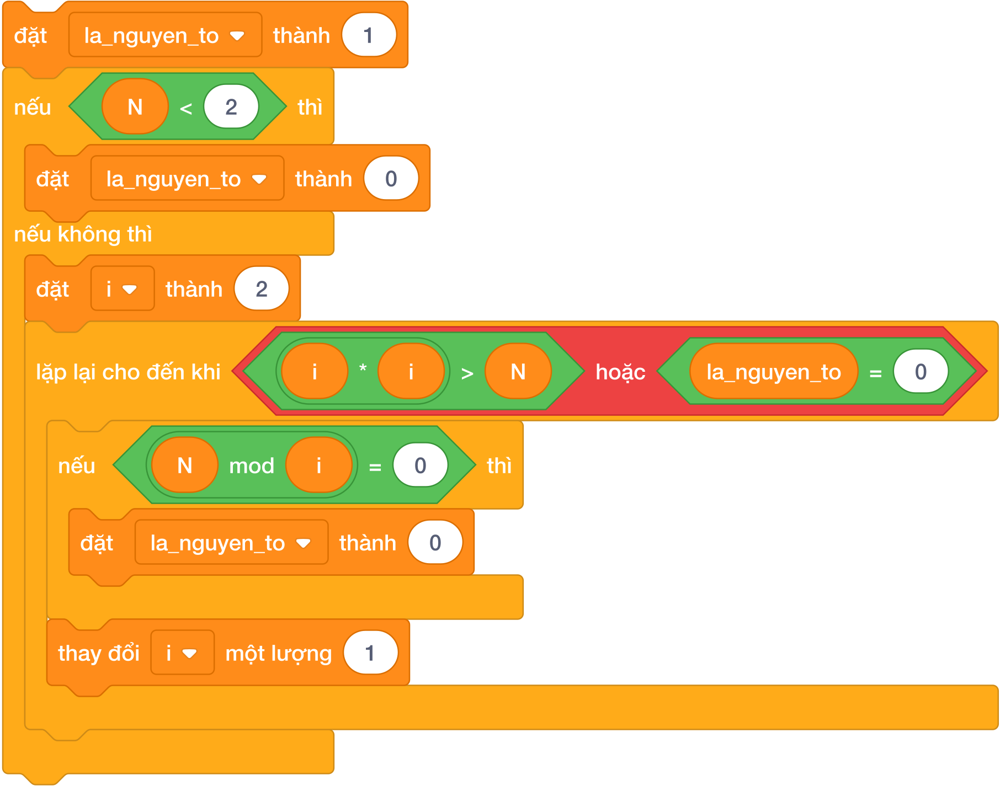 đặt la_nguyen_to thành 1
nếu N < 2 thì
đặt la_nguyen_to thành 0
nếu không thì
đặt i thành 2
lặp lại cho đến khi i * i > N hoặc la_nguyen_to = 0
nếu N mod i = 0 thì
đặt la_nguyen_to thành 0
thay đổi i một lượng 1